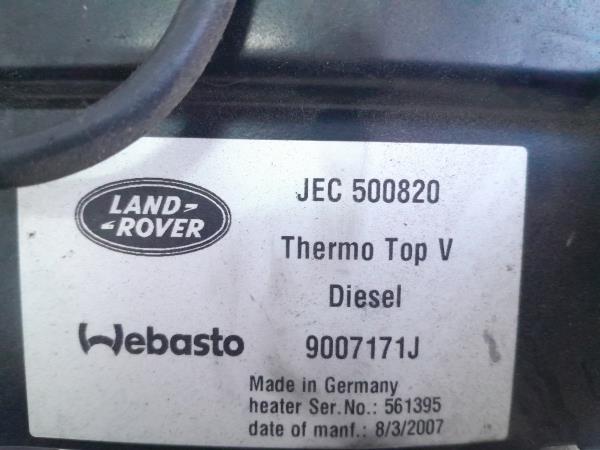 LAND-
-ROVER
JEC 500820
Thermo Top V
Diesel
Webasto
9007171J
Made in Germany
heater Ser.No.: 561395
date of manf.: 8/3/2007